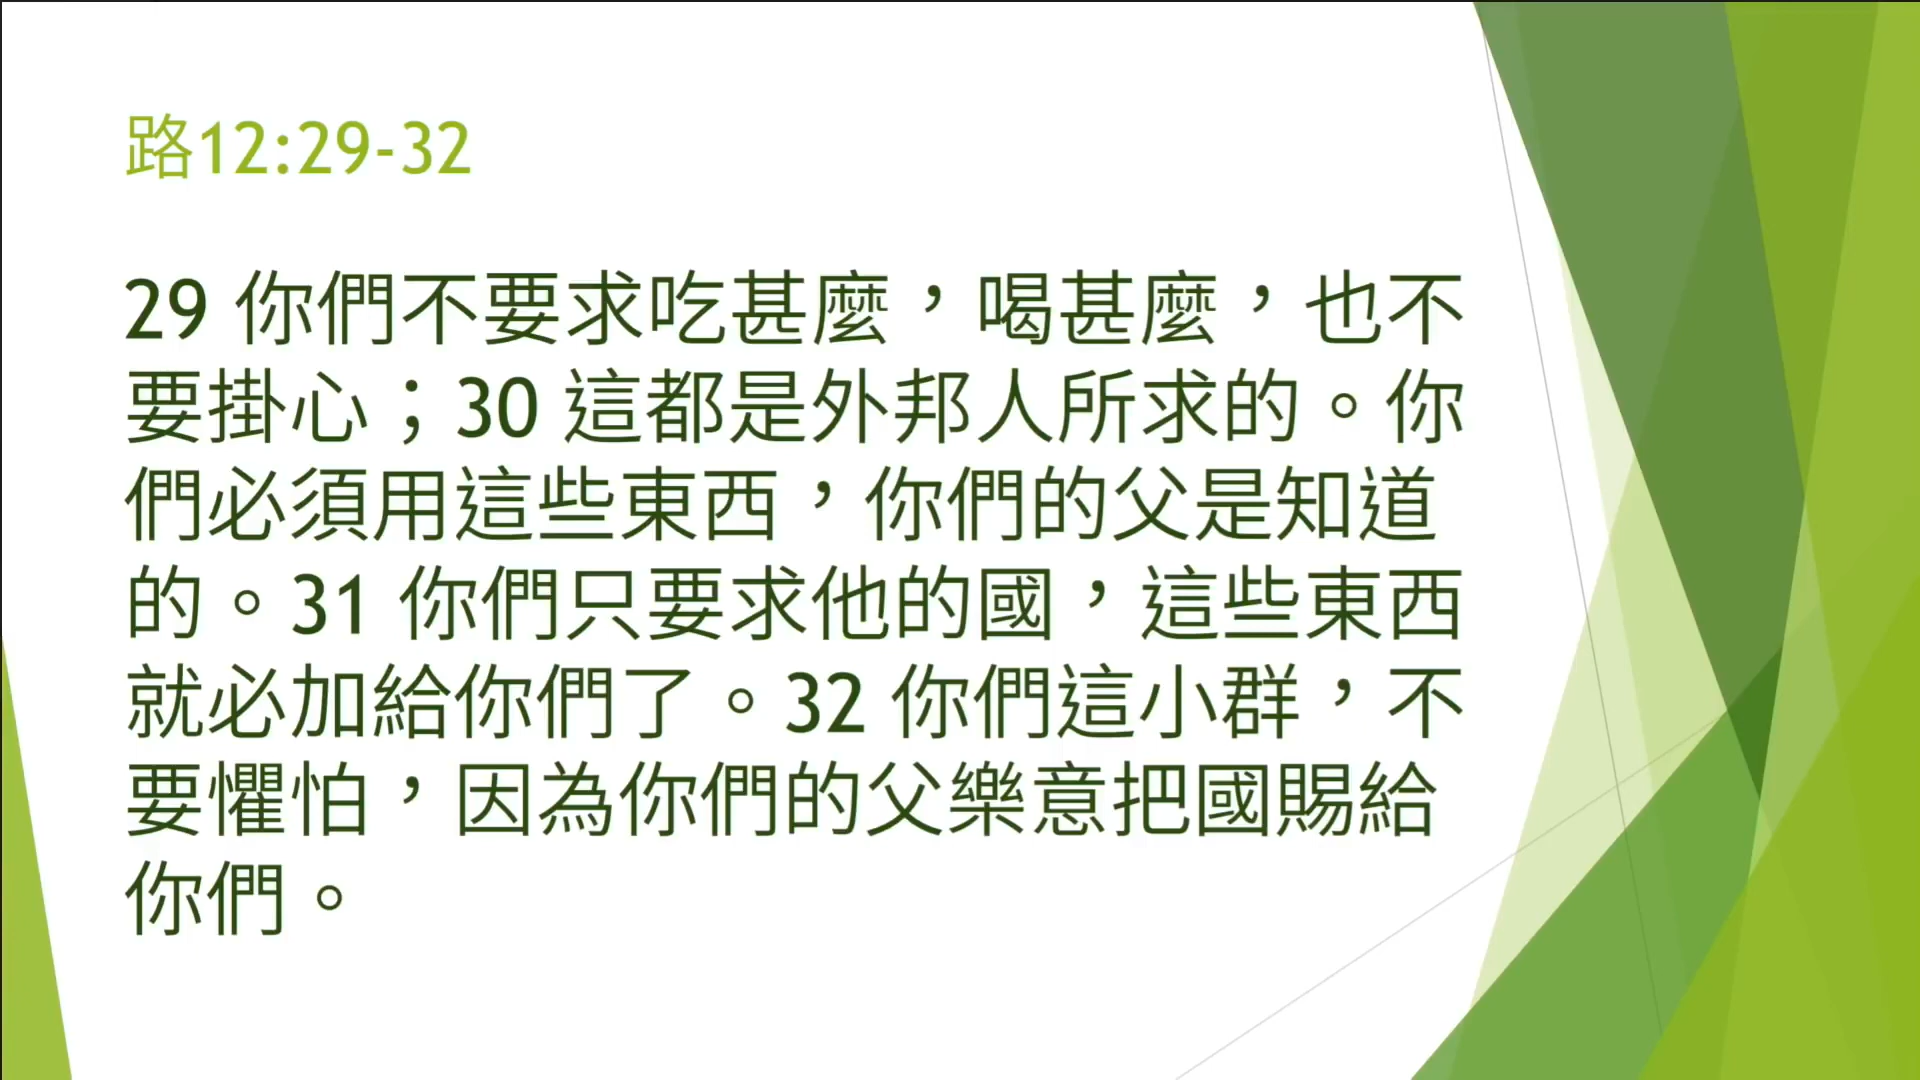 路12:29-32
29 你們不要求吃甚麼，喝甚麼，也不
要掛心；30 這都是外邦人所求的。你
們必須用這些東西，你們的父是知道
的。31 你們只要求他的國，這些東西
就必加給你們了。32 你們這小群，不
要懼怕，因為你們的父樂意把國賜給
你們。